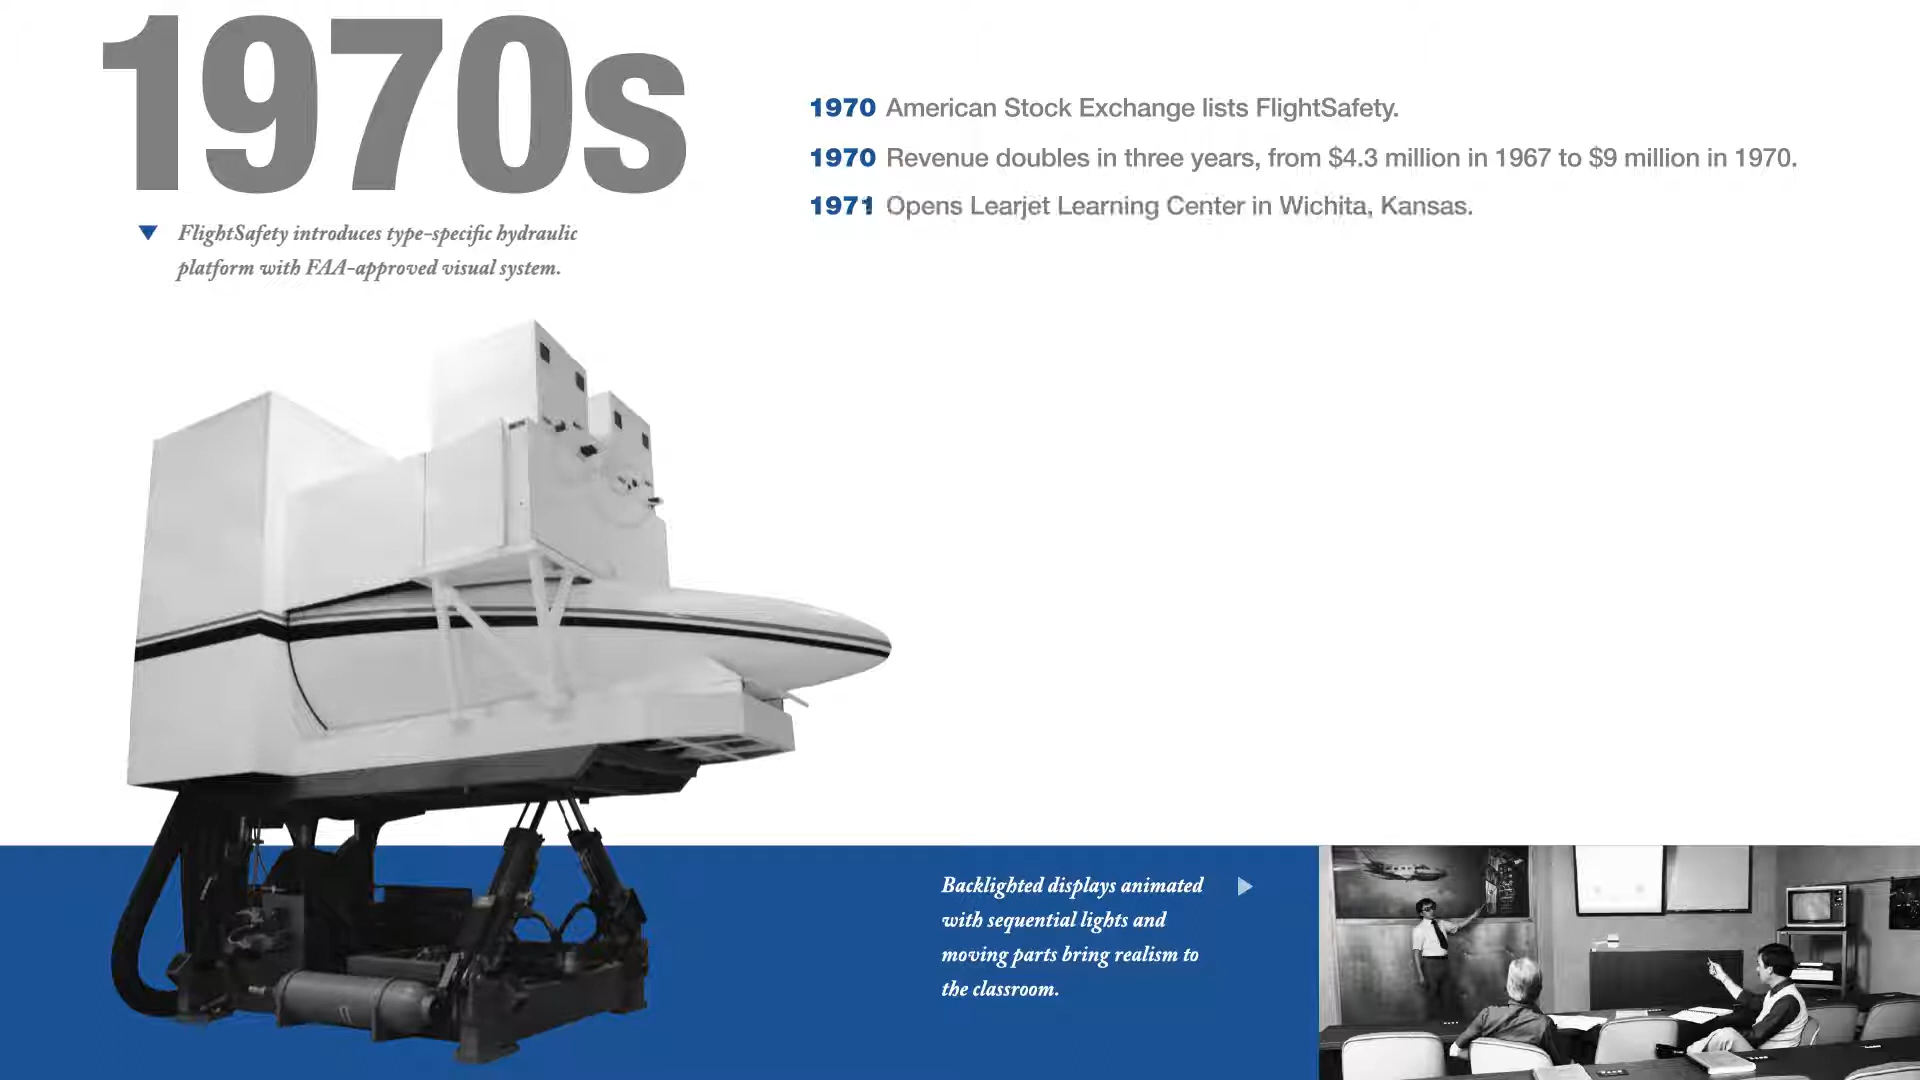 1970s
FlightSafety introduces type-specific hydraulic
platform with FAA-approved visual system.
1970 American Stock Exchange lists FlightSafety.
1970 Revenue doubles in three years, from $4.3 million in 1967 to $9 million in 1970.
1971 Opens Learjet Learning Center in Wichita, Kansas.
Backlighted displays animated
with sequential lights and
moving parts bring realism to
the classroom.